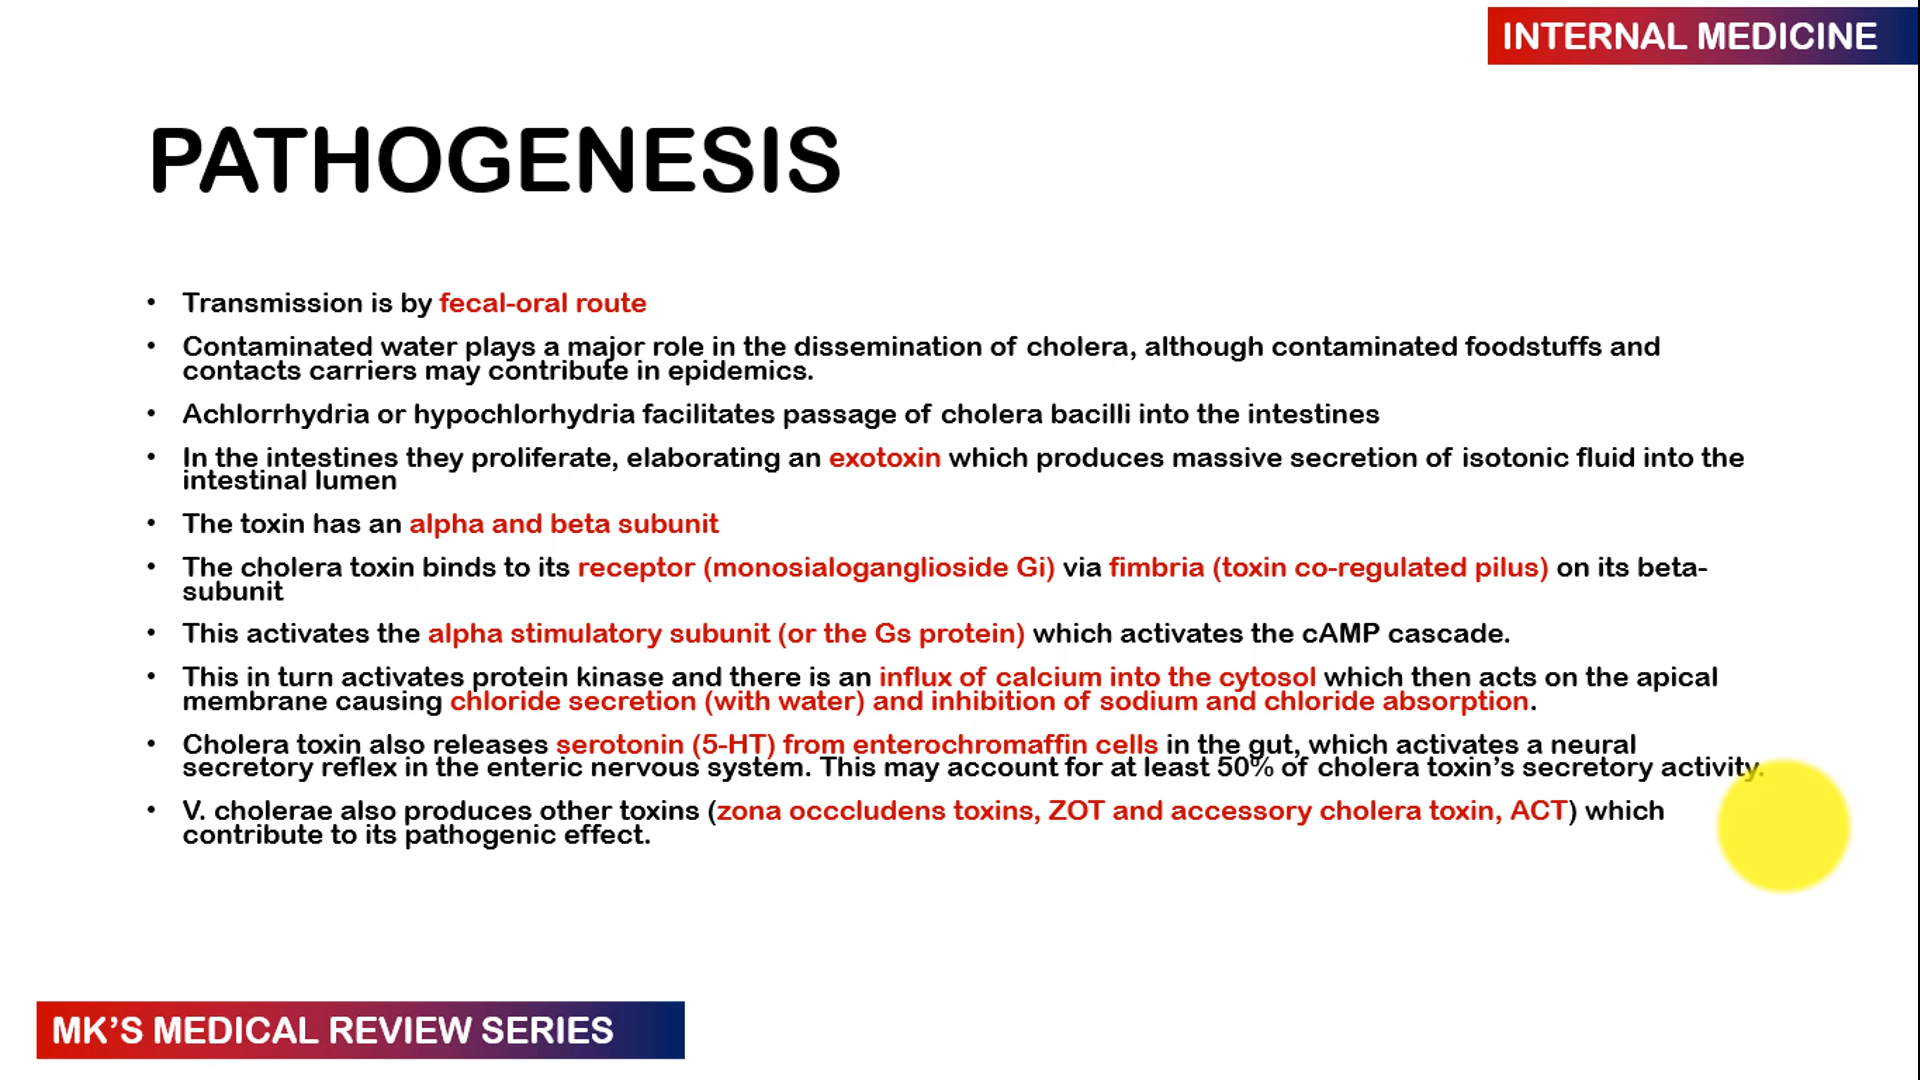 INTERNAL MEDICINE
PATHOGENESIS
• Transmission is by fecal-oral route
• Contaminated water plays a major role in the dissemination of cholera, although contaminated foodstuffs and
contacts carriers may contribute in epidemics.
• Achlorrhydria or hypochlorhydria facilitates passage of cholera bacilli into the intestines
• In the intestines they proliferate, elaborating an exotoxin which produces massive secretion of isotonic fluid into the
intestinal lumen
• The toxin has an alpha and beta subunit
• The cholera toxin binds to its receptor (monosialoganglioside Gi) via fimbria (toxin co-regulated pilus) on its beta-
subunit
• This activates the alpha stimulatory subunit (or the Gs protein) which activates the cAMP cascade.
• This in turn activates protein kinase and there is an influx of calcium into the cytosol which then acts on the apical
membrane causing chloride secretion (with water) and inhibition of sodium and chloride absorption.
• Cholera toxin also releases serotonin (5-HT) from enterochromaffin cells in the gut, which activates a neural
secretory reflex in the enteric nervous system. This may account for at least 50% of cholera toxin’s secretory activity.
• V. cholerae also produces other toxins (zona occcludens toxins, ZOT and accessory cholera toxin, ACT) which
contribute to its pathogenic effect.
MK’S MEDICAL REVIEW SERIES